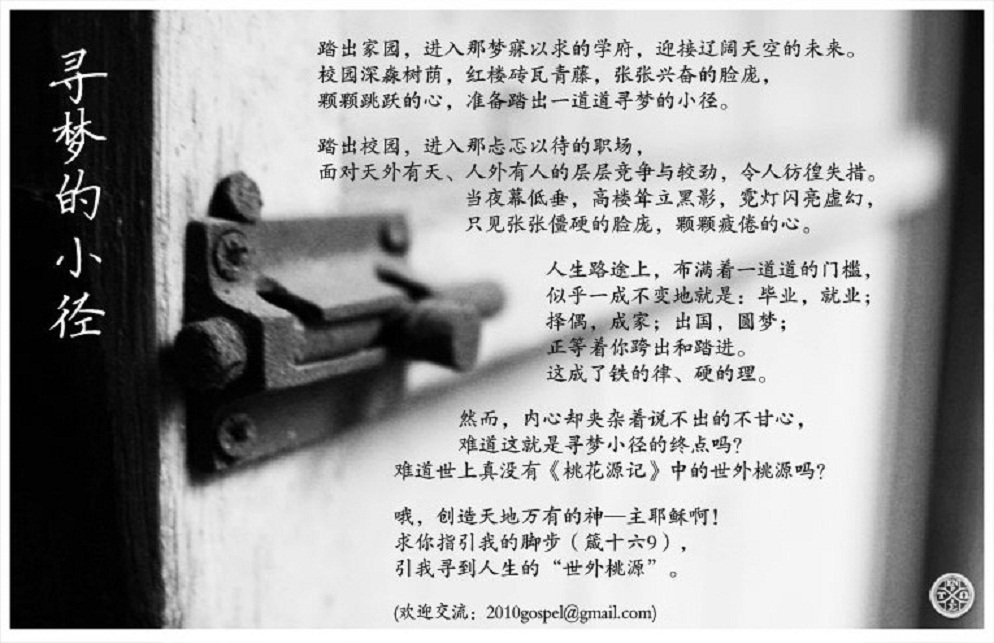 寻梦的小径
踏出家园，进入那梦寐以求的学府，迎接辽阔天空的未来。
校园深淼树荫，红楼砖瓦青藤，张张兴奋的脸庞，
颗颗跳跃的心，准备踏出一道道寻梦的小径。
踏出校园，进入那忐忑以待的职场，
面对天外有天、人外有人的层层竞争与较劲，令人彷徨失措。
当夜幕低垂，高楼耸立黑影，霓灯闪亮虚幻，
只见张张僵硬的脸庞，颗颗疲倦的心。
人生路途上，布满着一道道的门槛，
似乎一成不变地就是：毕业，就业；
择偶，成家；出国，圆梦；
正等着你跨出和踏进。
这成了铁的律、硬的理。
然而，内心却夹杂着说不出的不甘心，
难道这就是寻梦小径的终点吗？
难道世上真没有《桃花源记》中的世外桃源吗？
哦，创造天地万有的神—主耶稣啊！
求你指引我的脚步（箴十六9），
引我寻到人生的“世外桃源”。
(欢迎交流：2010gospel@gmail.com)